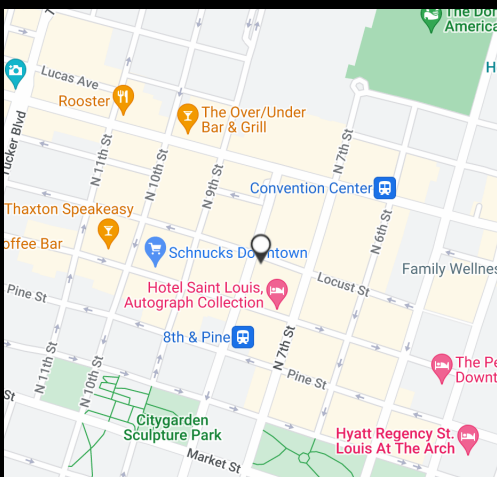 The Do
America
H
Lucas Ave
Rooster
The Over/Under
Bar & Grill
Tucker Blvd
N 11th St
N 10th St
N 9th St
N 7th St
Convention Center
N 6th St
Thaxton Speakeasy
offee Bar
Schnucks Downtown
Family Wellnes
Hotel Saint Louis,
Autograph Collection
Locust St
Pine St
8th & Pine
N 7th St
Pine St
The Pe
Downt
N 11th St
N 10th St
St
Citygarden
Sculpture Park
Market St
Hyatt Regency St.
Louis At The Arch